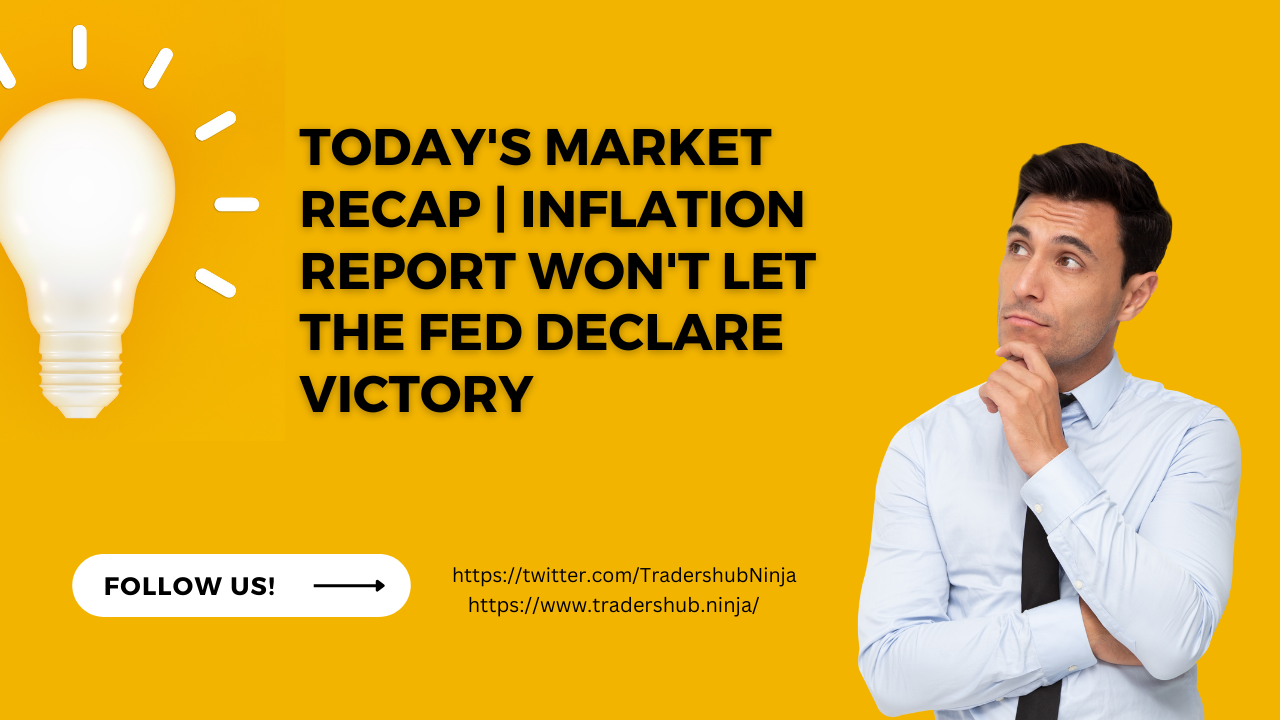 TODAY'S MARKET
RECAP | INFLATION
REPORT WON'T LET
THE FED DECLARE
VICTORY
FOLLOW US!
https://twitter.com/TradershubNinja
https://www.tradershub.ninja/